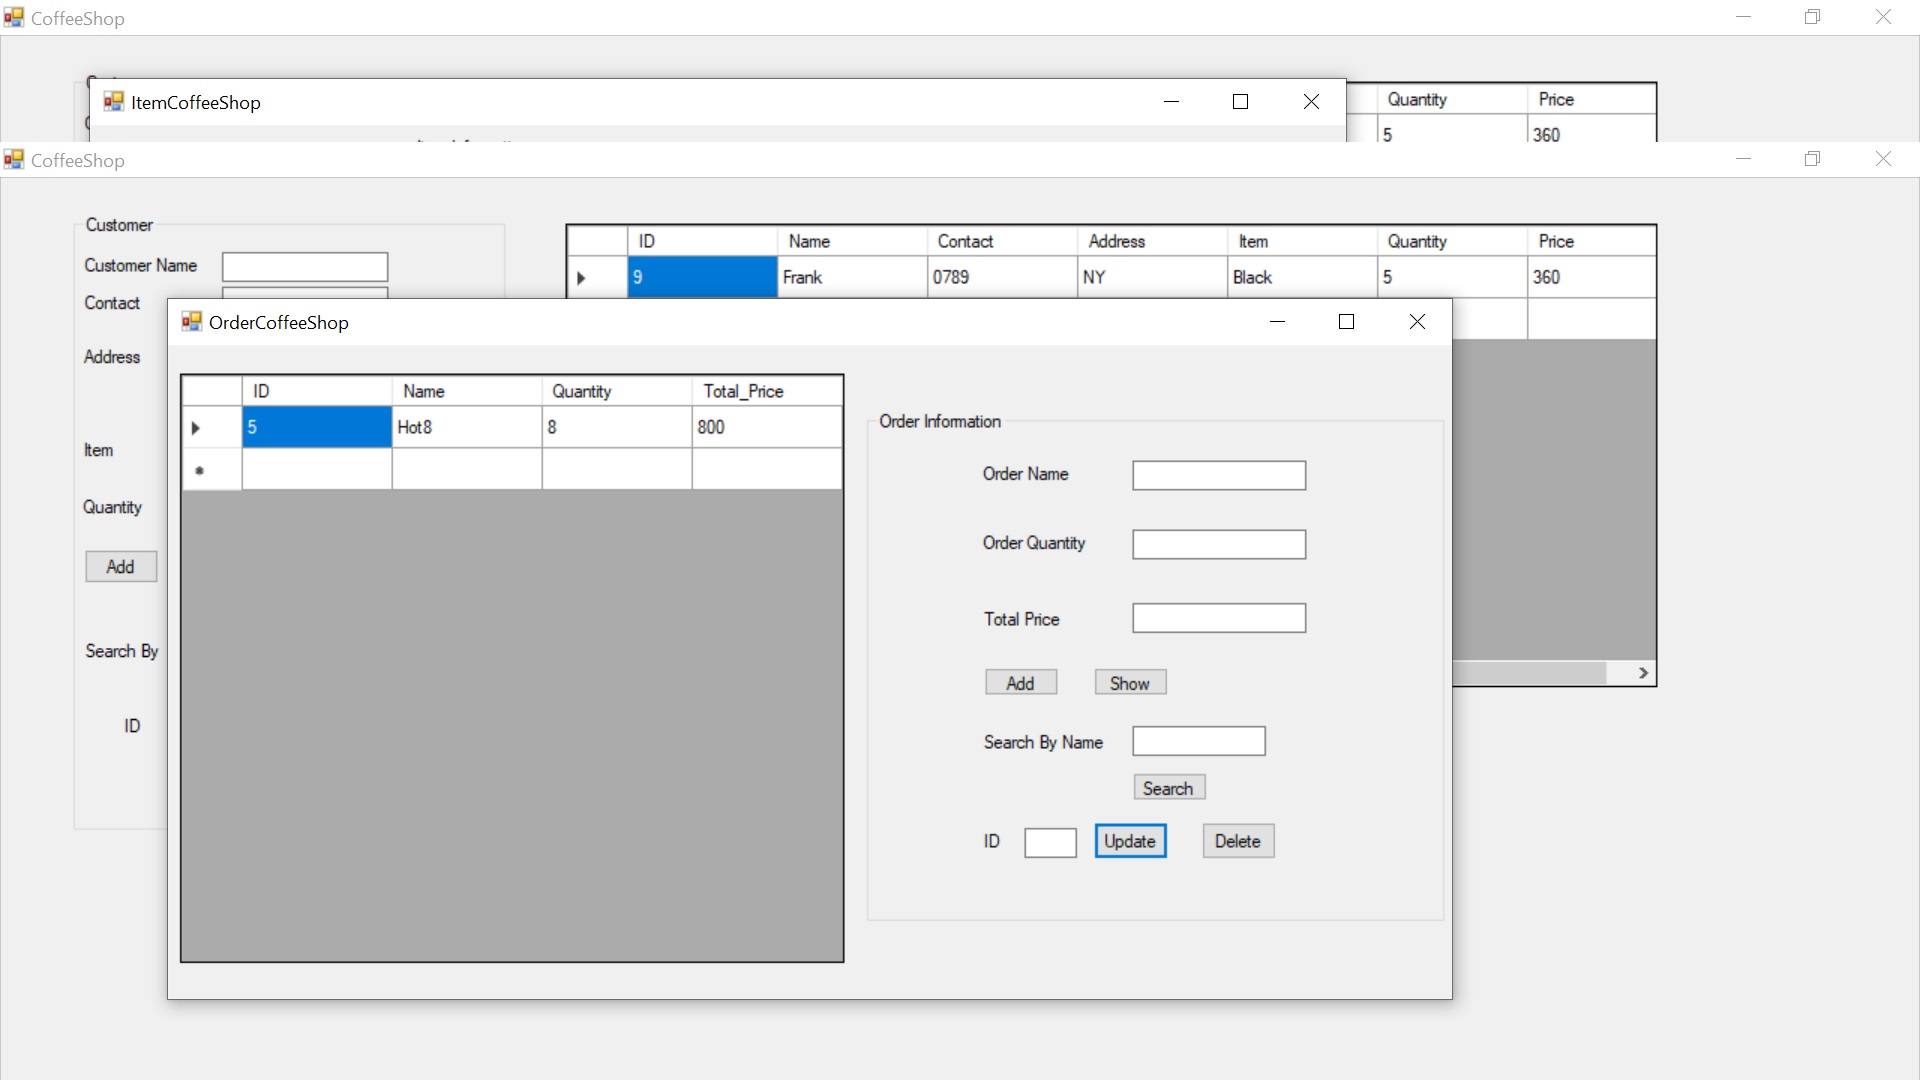 CoffeeShop
ItemCoffeeShop
Quantity Price
5 360
CoffeeShop
Customer
Customer Name
Contact
Address
Item
Quantity
Add
Search By
ID
ID Name Contact Address Item Quantity Price
9 Frank 0789 NY Black 5 360
OrderCoffeeShop
ID Name Quantity Total_Price
5 Hot8 8 800
Order Information
Order Name
Order Quantity
Total Price
Add Show
Search By Name
Search
ID Update Delete